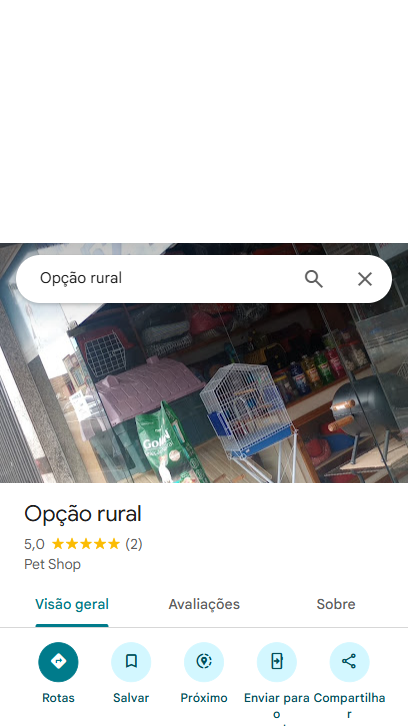 Opção rural
Gold
Opção rural
5,0 ★★★★★ (2)
Pet Shop
Visão geral
Avaliações
Sobre
Rotas
Salvar
Próximo
Enviar para o
Compartilhar